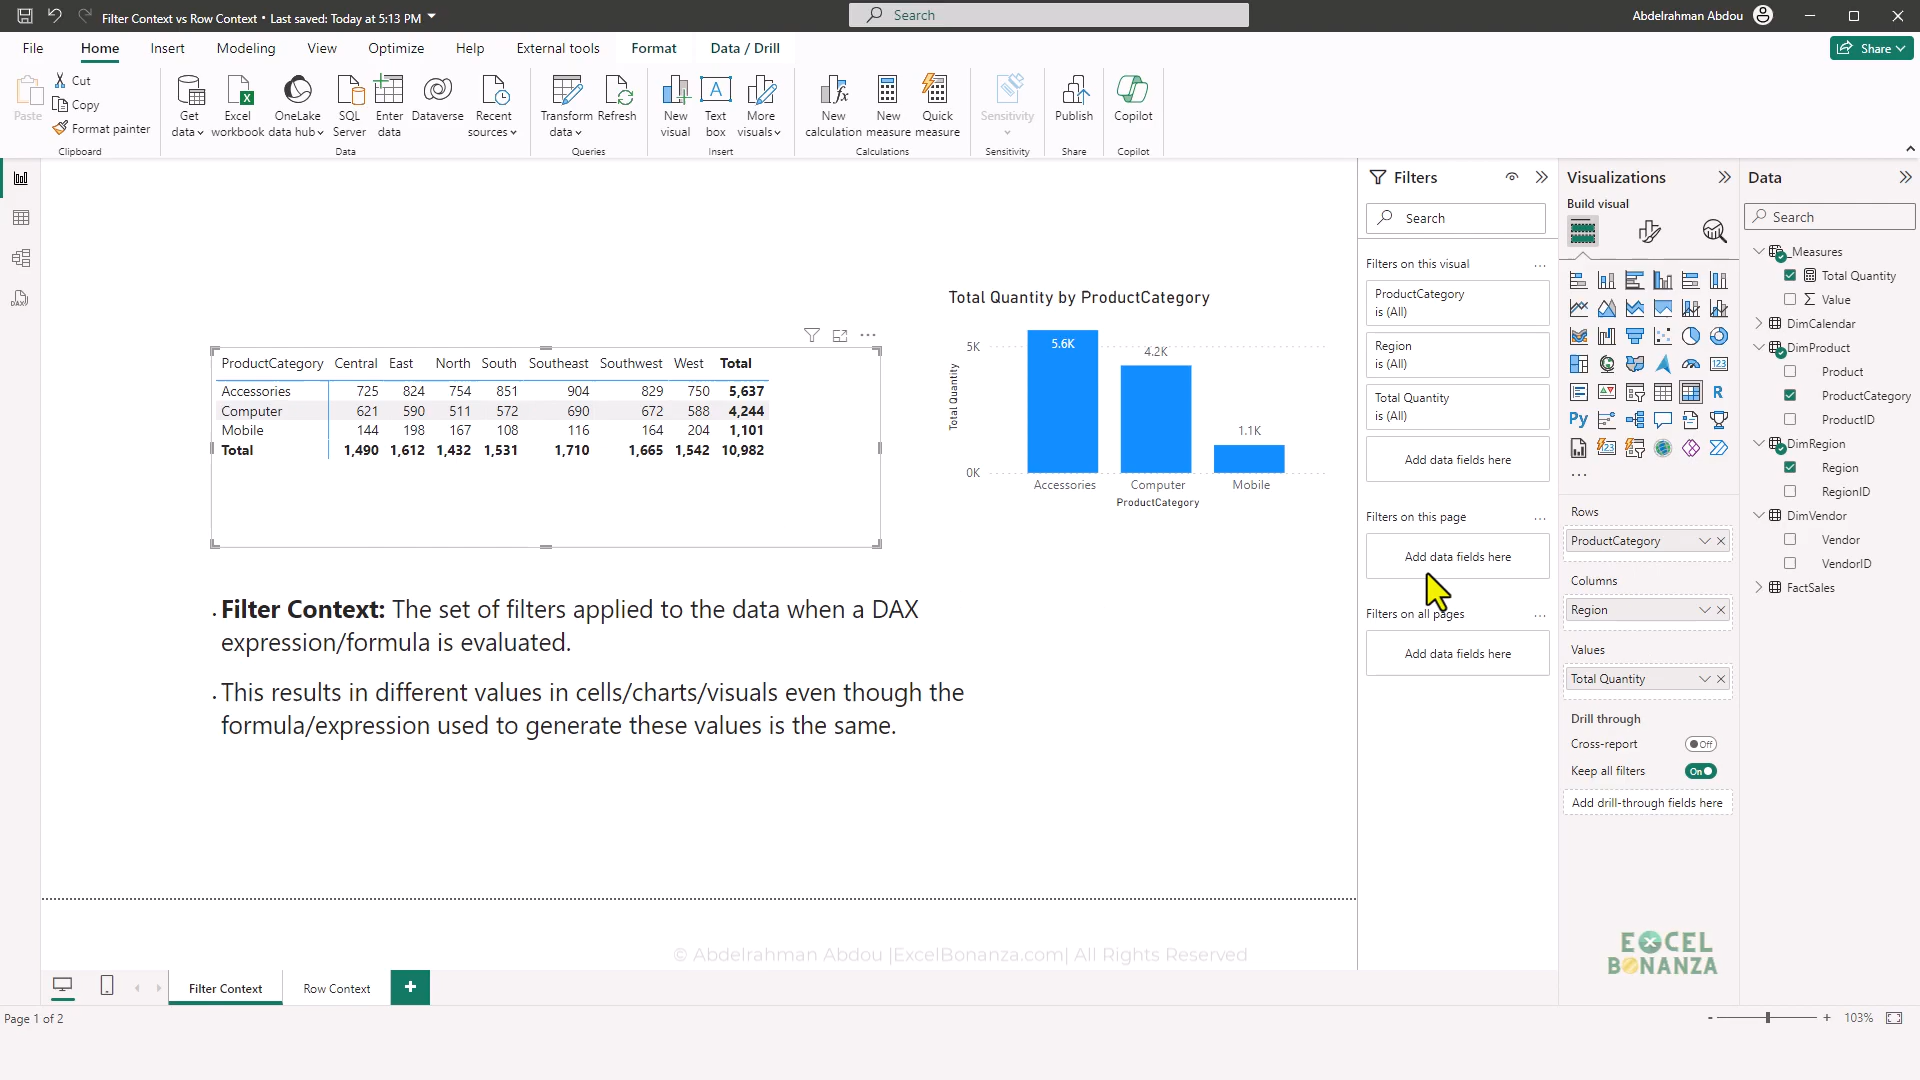 Filter Context vs Row Context • Last saved: Today at 5:13 PM
Search
Abdelrahman Abdou
File Home Insert Modeling View Optimize Help External tools Format Data / Drill
Share
Paste
Cut
Copy
Format painter
Clipboard
Get data
Excel workbook
OneLake data hub
SQL Server
Enter data
Dataverse
Recent sources
Data
Transform data
Refresh
Queries
New visual
Text box
More visuals
Insert
New calculation
New measure
Quick measure
Calculations
Sensitivity
Sensitivity
Publish
Share
Copilot
Copilot
ProductCategory Central East North South Southeast Southwest West Total
Accessories 725 824 754 851 904 829 750 5,637
Computer 621 590 511 572 690 672 588 4,244
Mobile 144 198 167 108 116 164 204 1,101
Total 1,490 1,612 1,432 1,531 1,710 1,665 1,542 10,982
Total Quantity by ProductCategory
Total Quantity
5K
0K
5.6K
4.2K
1.1K
Accessories Computer Mobile
ProductCategory
• Filter Context: The set of filters applied to the data when a DAX
expression/formula is evaluated.
• This results in different values in cells/charts/visuals even though the
formula/expression used to generate these values is the same.
© Abdelrahman Abdou |ExcelBonanza.com| All Rights Reserved
Filters
Search
Filters on this visual ...
ProductCategory
is (All)
Region
is (All)
Total Quantity
is (All)
Add data fields here
Filters on this page ...
Add data fields here
Filters on all pages ...
Add data fields here
Visualizations
Build visual
123
R
Py
...
Rows
ProductCategory
Columns
Region
Values
Total Quantity
Drill through
Cross-report Off
Keep all filters On
Add drill-through fields here
EXCEL
BONANZA
Data
Search
_Measures
Total Quantity
Value
DimCalendar
DimProduct
Product
ProductCategory
ProductID
DimRegion
Region
RegionID
DimVendor
Vendor
VendorID
FactSales
DAX
Filter Context Row Context +
Page 1 of 2
- + 103%